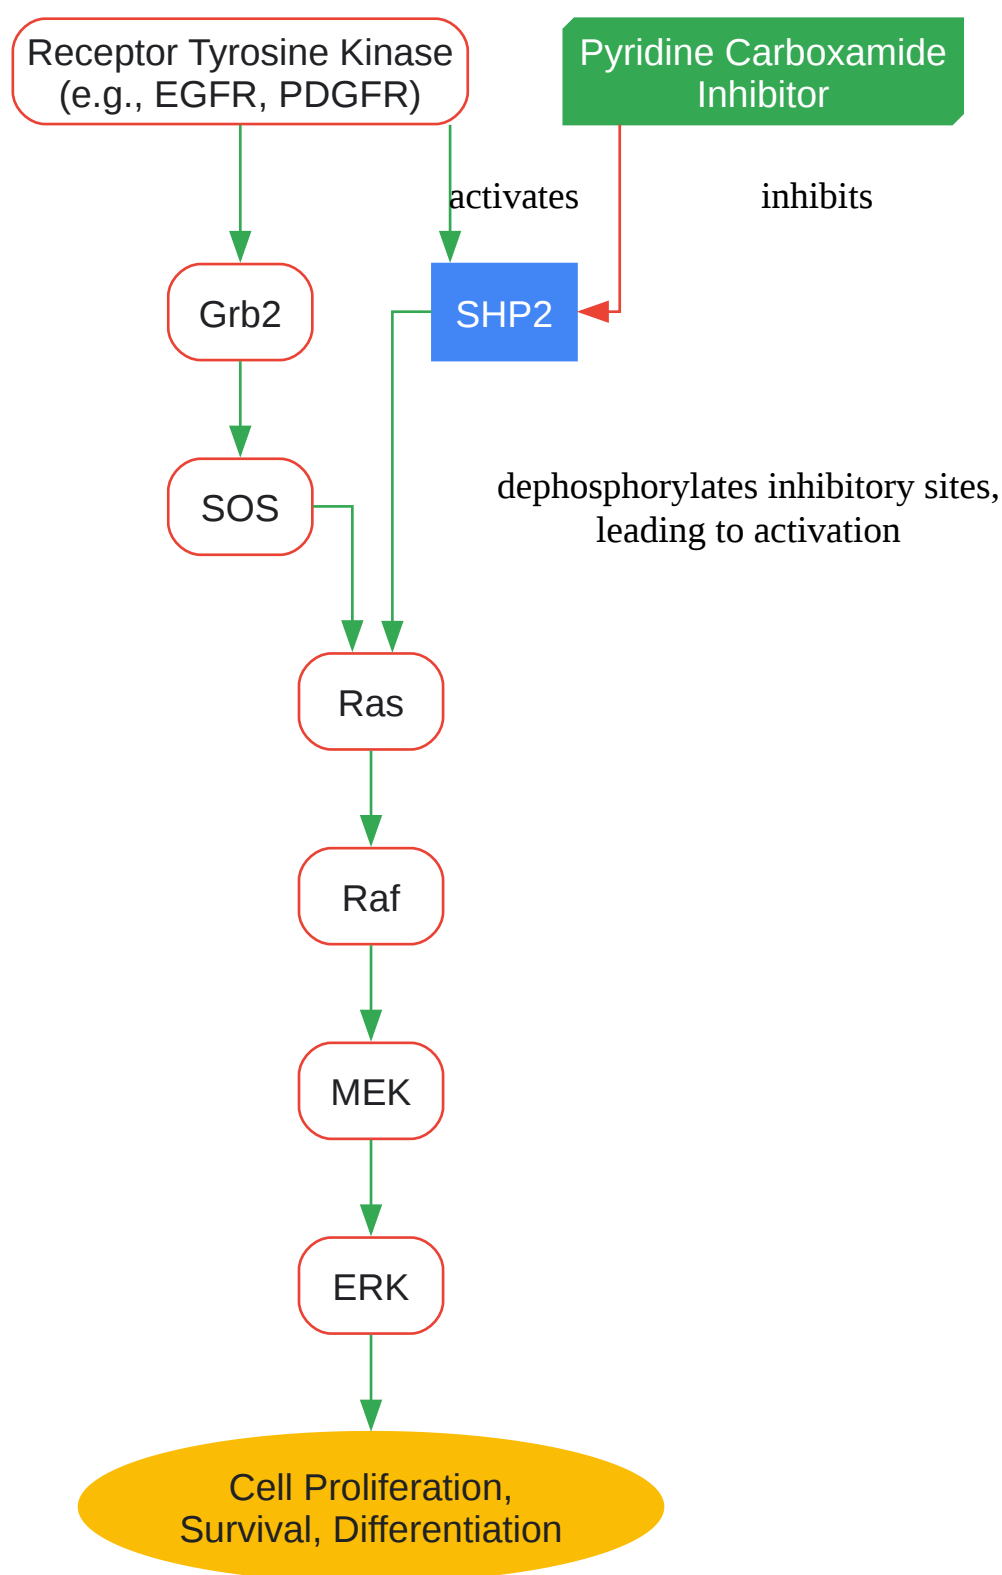 Receptor Tyrosine Kinase
(e.g., EGFR, PDGFR)
Pyridine Carboxamide
Inhibitor
activates
inhibits
Grb2
SHP2
SOS
dephosphorylates inhibitory sites,
leading to activation
Ras
Raf
MEK
ERK
Cell Proliferation,
Survival, Differentiation